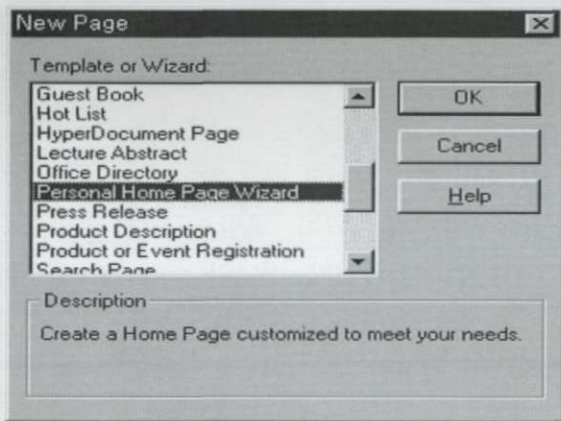 New Page
Template or Wizard:
Guest Book
Hot List
HyperDocument Page
Lecture Abstract
Office Directory
Personal Home Page Wizard
Press Release
Product Description
Product or Event Registration
Search Page
OK
Cancel
Help
Description
Create a Home Page customized to meet your needs.